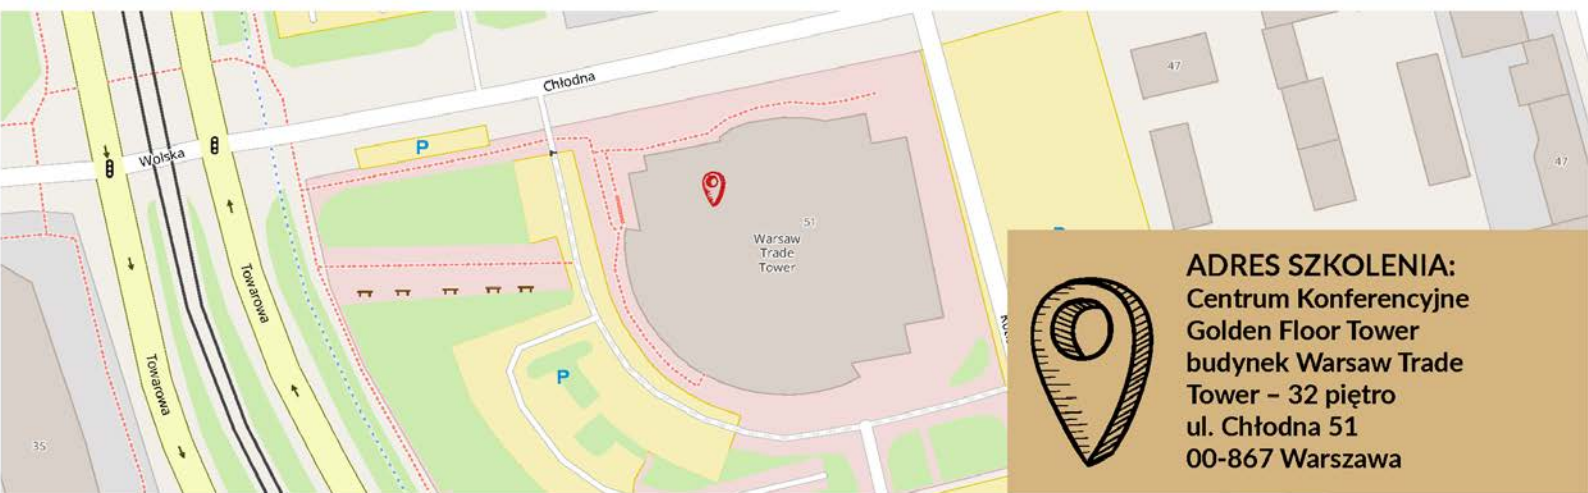 Chłodna
Wolska
P
47
47
51
Warsaw
Trade
Tower
Towarowa
Towarowa
P
35
ADRES SZKOLENIA:
Centrum Konferencyjne
Golden Floor Tower
budynek Warsaw Trade
Tower – 32 piętro
ul. Chłodna 51
00-867 Warszawa